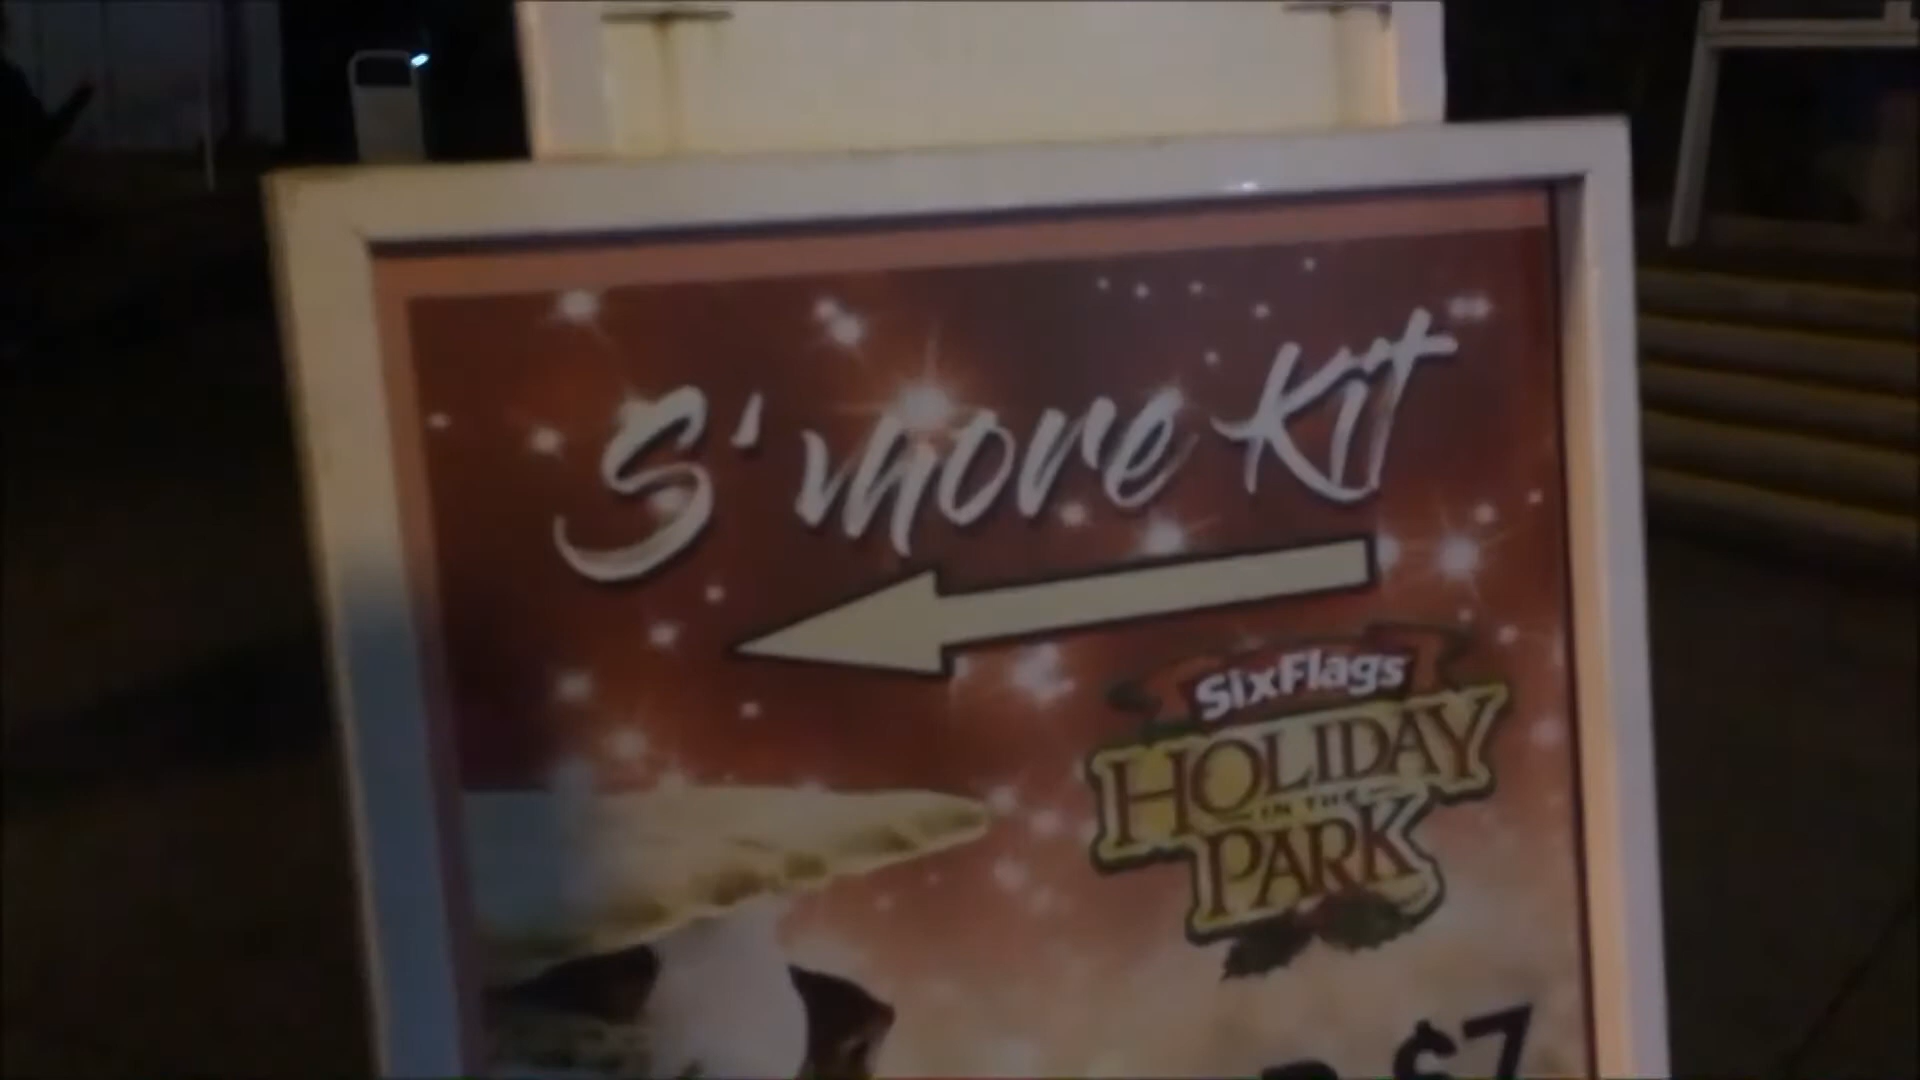 S'more Kit
SixFlags
HOLIDAY
IN THE
PARK
$7